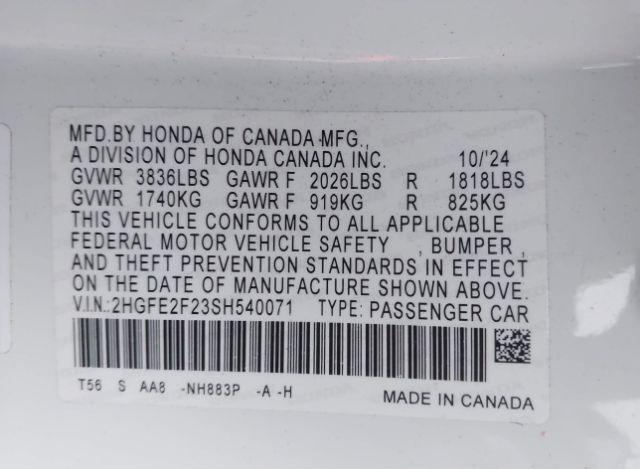 MFD.BY HONDA OF CANADA MFG.,
A DIVISION OF HONDA CANADA INC. 10/'24
GVWR 3836LBS GAWR F 2026LBS R 1818LBS
GVWR 1740KG GAWR F 919KG R 825KG
THIS VEHICLE CONFORMS TO ALL APPLICABLE
FEDERAL MOTOR VEHICLE SAFETY , BUMPER ,
AND THEFT PREVENTION STANDARDS IN EFFECT
ON THE DATE OF MANUFACTURE SHOWN ABOVE.
V.I.N.:2HGFE2F23SH540071 TYPE: PASSENGER CAR
T56 S AA8 -NH883P -A -H
MADE IN CANADA